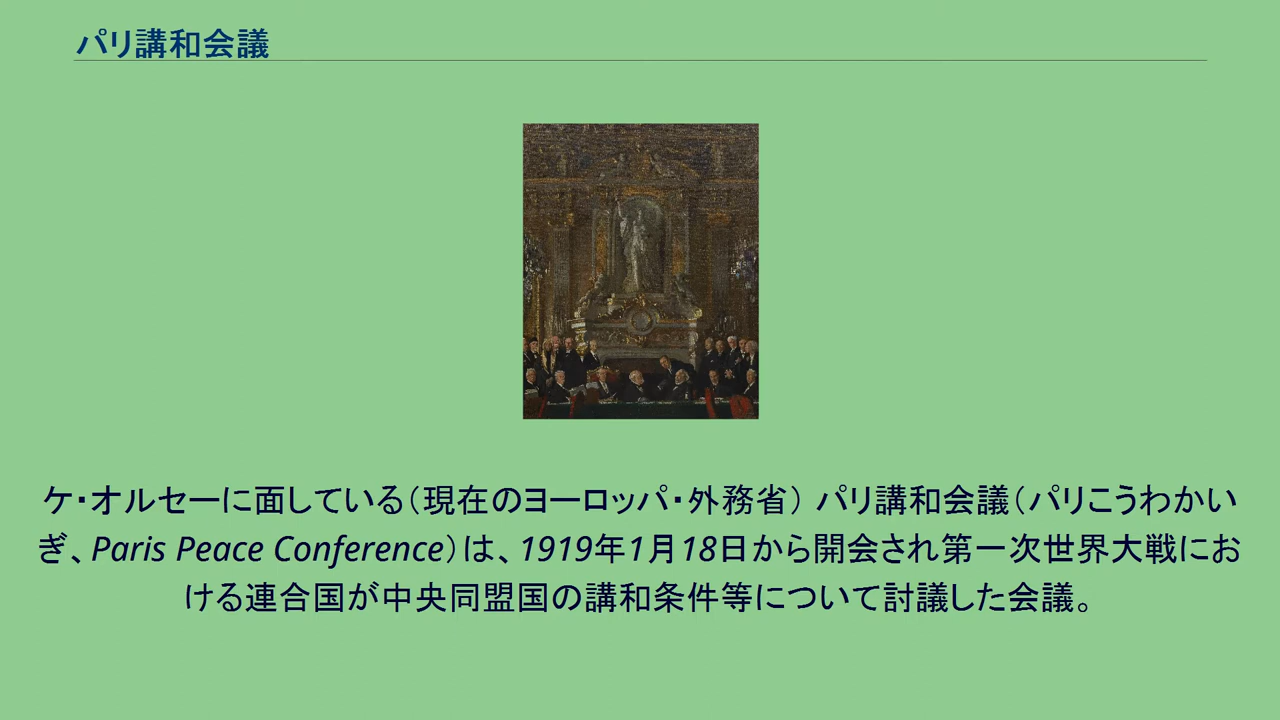 パリ講和会議
ケ・オルセーに面している（現在のヨーロッパ・外務省） パリ講和会議（パリこうわかい
ぎ、Paris Peace Conference）は、1919年1月18日から開会され第一次世界大戦にお
ける連合国が中央同盟国の講和条件等について討議した会議。